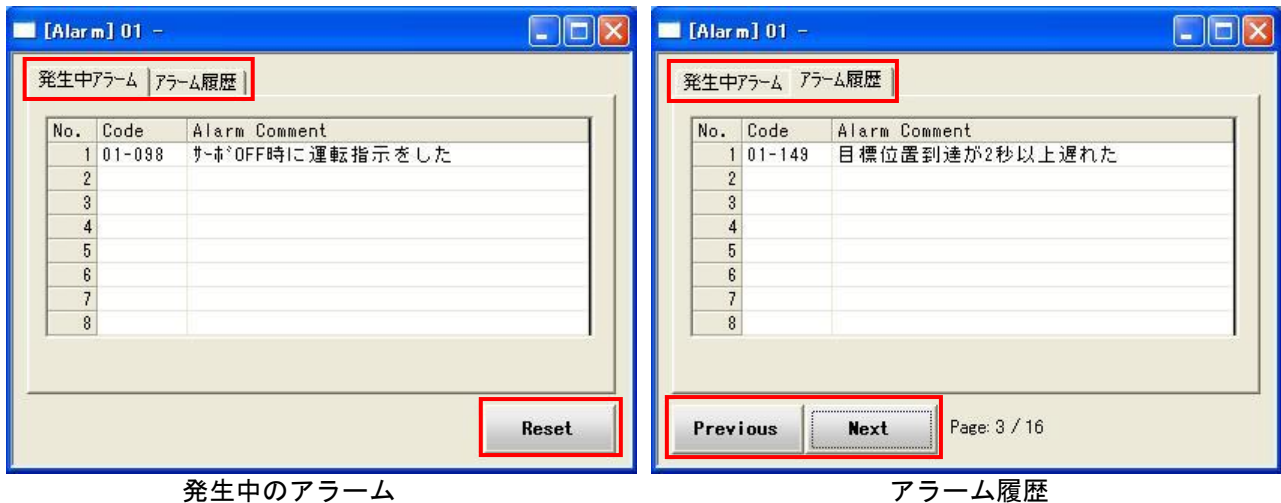 [Alarm] 01 -
発生中ｱﾗｰﾑ ｱﾗｰﾑ履歴
No. Code Alarm Comment
1 01-098 ｻｰﾎﾞOFF時に運転指示をした
2
3
4
5
6
7
8
Reset
発生中のアラーム
[Alarm] 01 -
発生中ｱﾗｰﾑ ｱﾗｰﾑ履歴
No. Code Alarm Comment
1 01-149 目標位置到達が2秒以上遅れた
2
3
4
5
6
7
8
Previous Next Page: 3 / 16
アラーム履歴